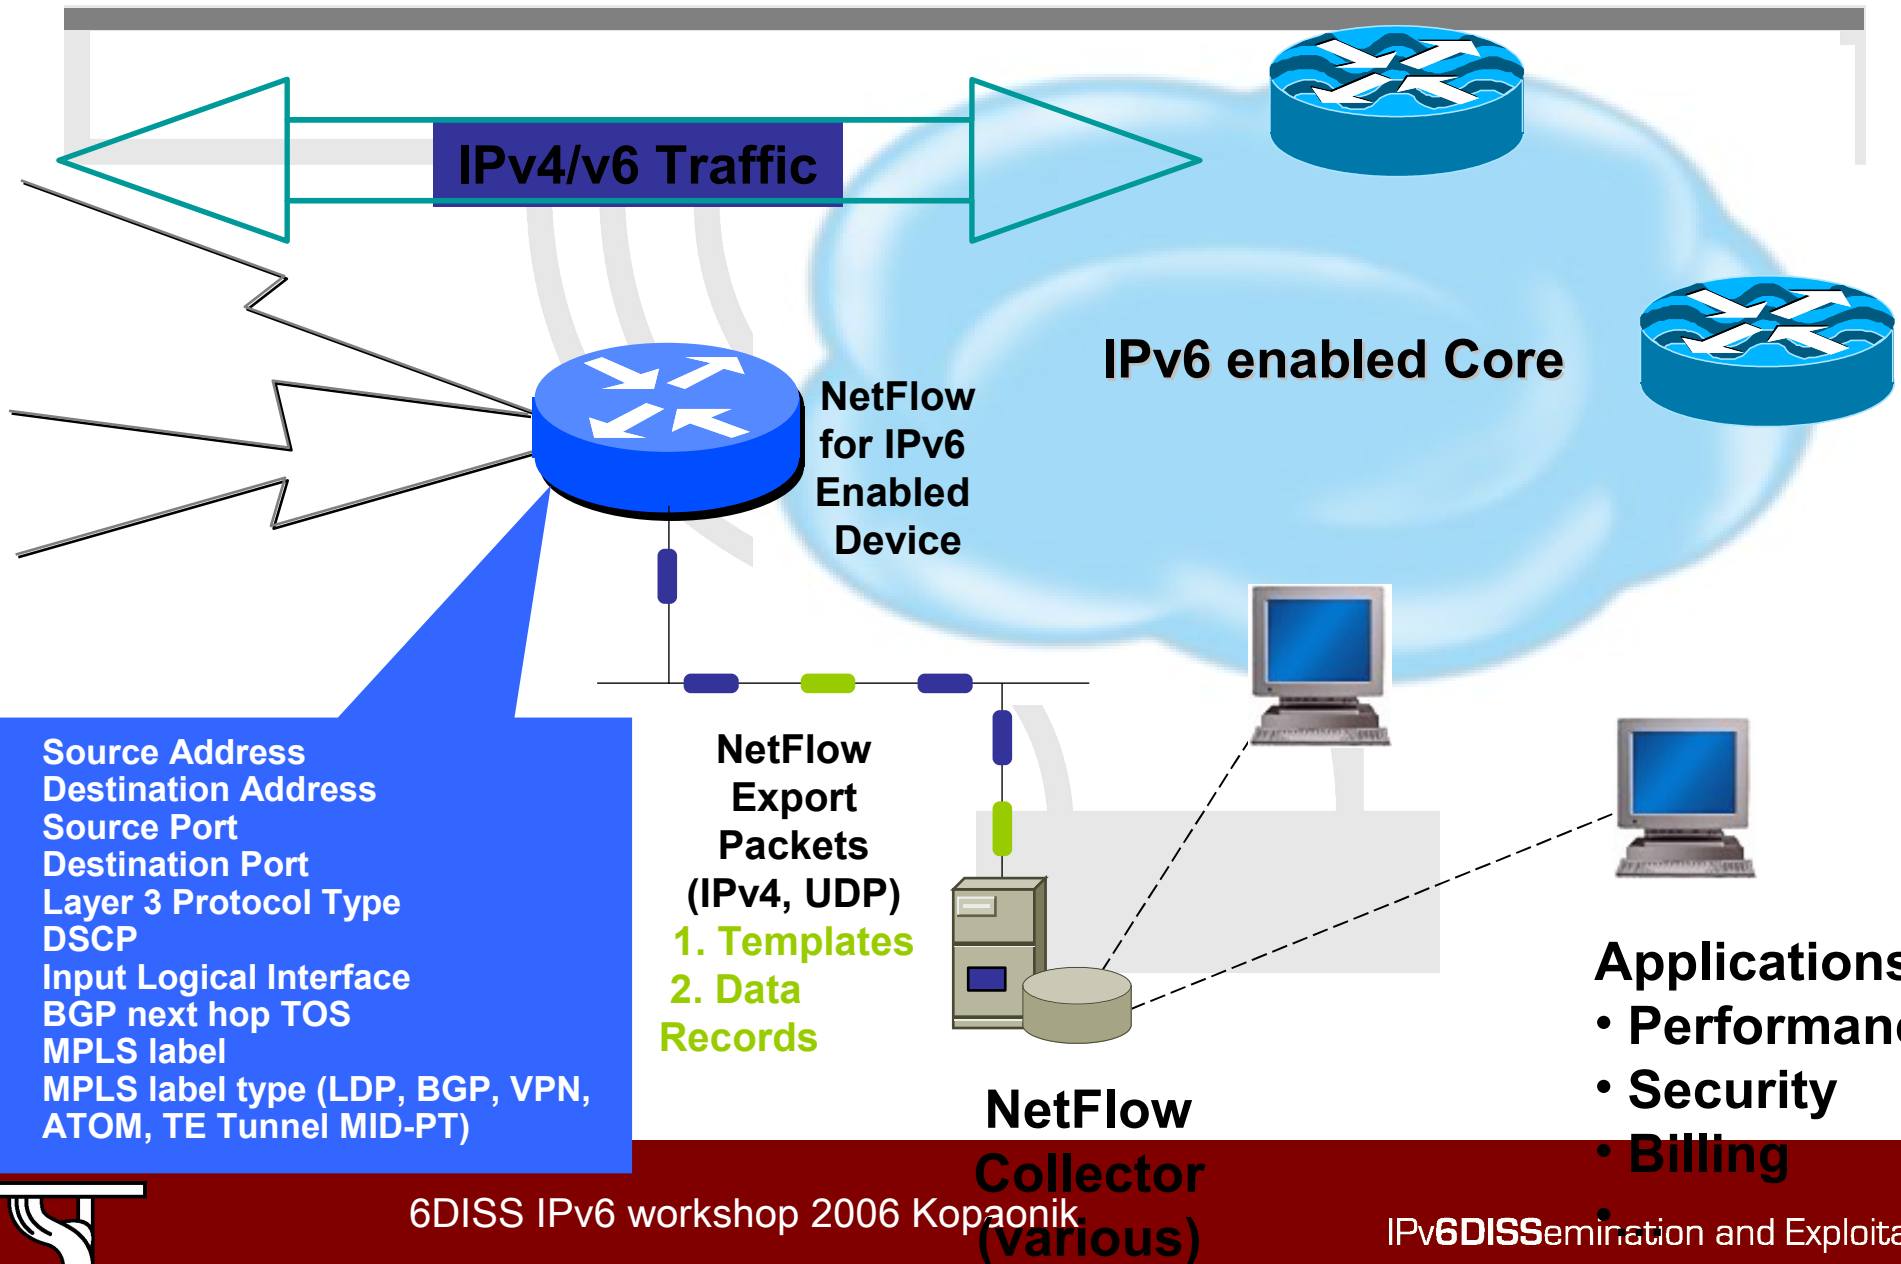 IPv4/v6 Traffic
IPv6 enabled Core
NetFlow
for IPv6
Enabled
Device
Source Address
Destination Address
Source Port
Destination Port
Layer 3 Protocol Type
DSCP
Input Logical Interface
BGP next hop TOS
MPLS label
MPLS label type (LDP, BGP, VPN,
ATOM, TE Tunnel MID-PT)
NetFlow
Export
Packets
(IPv4, UDP)
1. Templates
2. Data
Records
NetFlow
Collector
(various)
Applications
• Performanc
• Security
• Billing
• ...
6DISS IPv6 workshop 2006 Kopaonik
IPv6DISSemination and Exploita